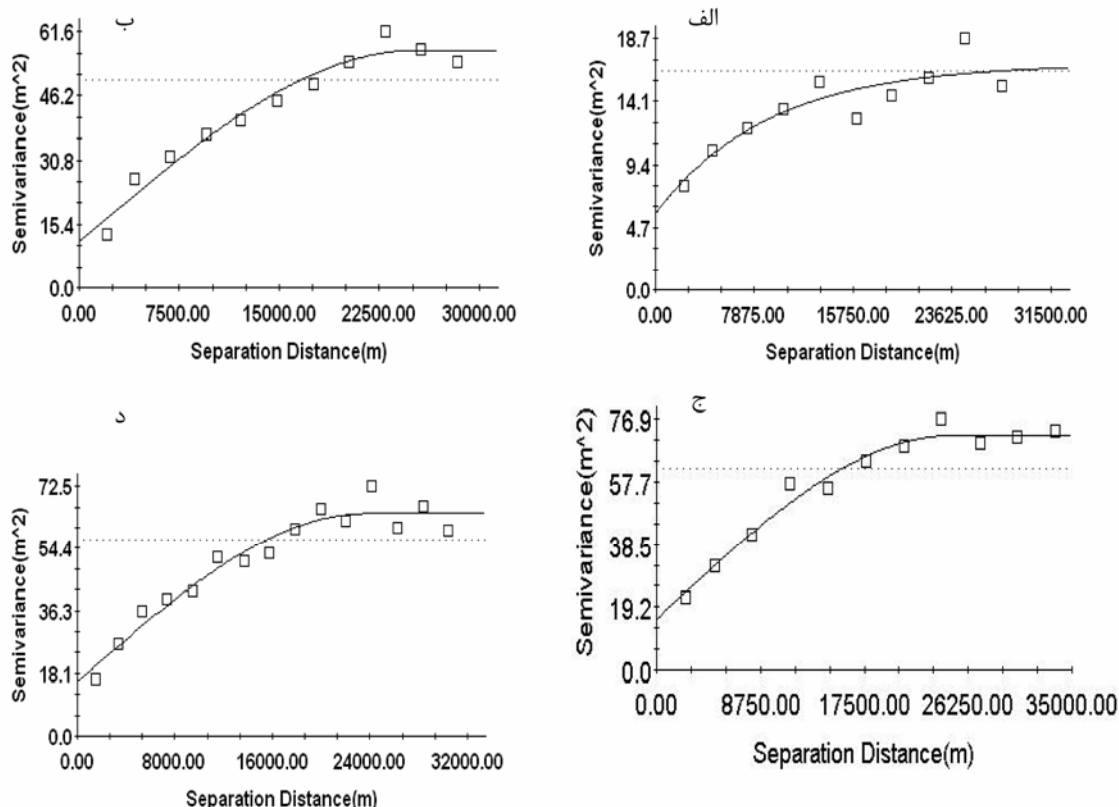 ب
Semivariance(m^2)
61.6
46.2
30.8
15.4
0.0
0.00 7500.00 15000.00 22500.00 30000.00
Separation Distance(m)
الف
Semivariance(m^2)
18.7
14.1
9.4
4.7
0.0
0.00 7875.00 15750.00 23625.00 31500.00
Separation Distance(m)
د
Semivariance(m^2)
72.5
54.4
36.3
18.1
0.0
0.00 8000.00 16000.00 24000.00 32000.00
Separation Distance(m)
ج
Semivariance(m^2)
76.9
57.7
38.5
19.2
0.0
0.00 8750.00 17500.00 26250.00 35000.00
Separation Distance(m)